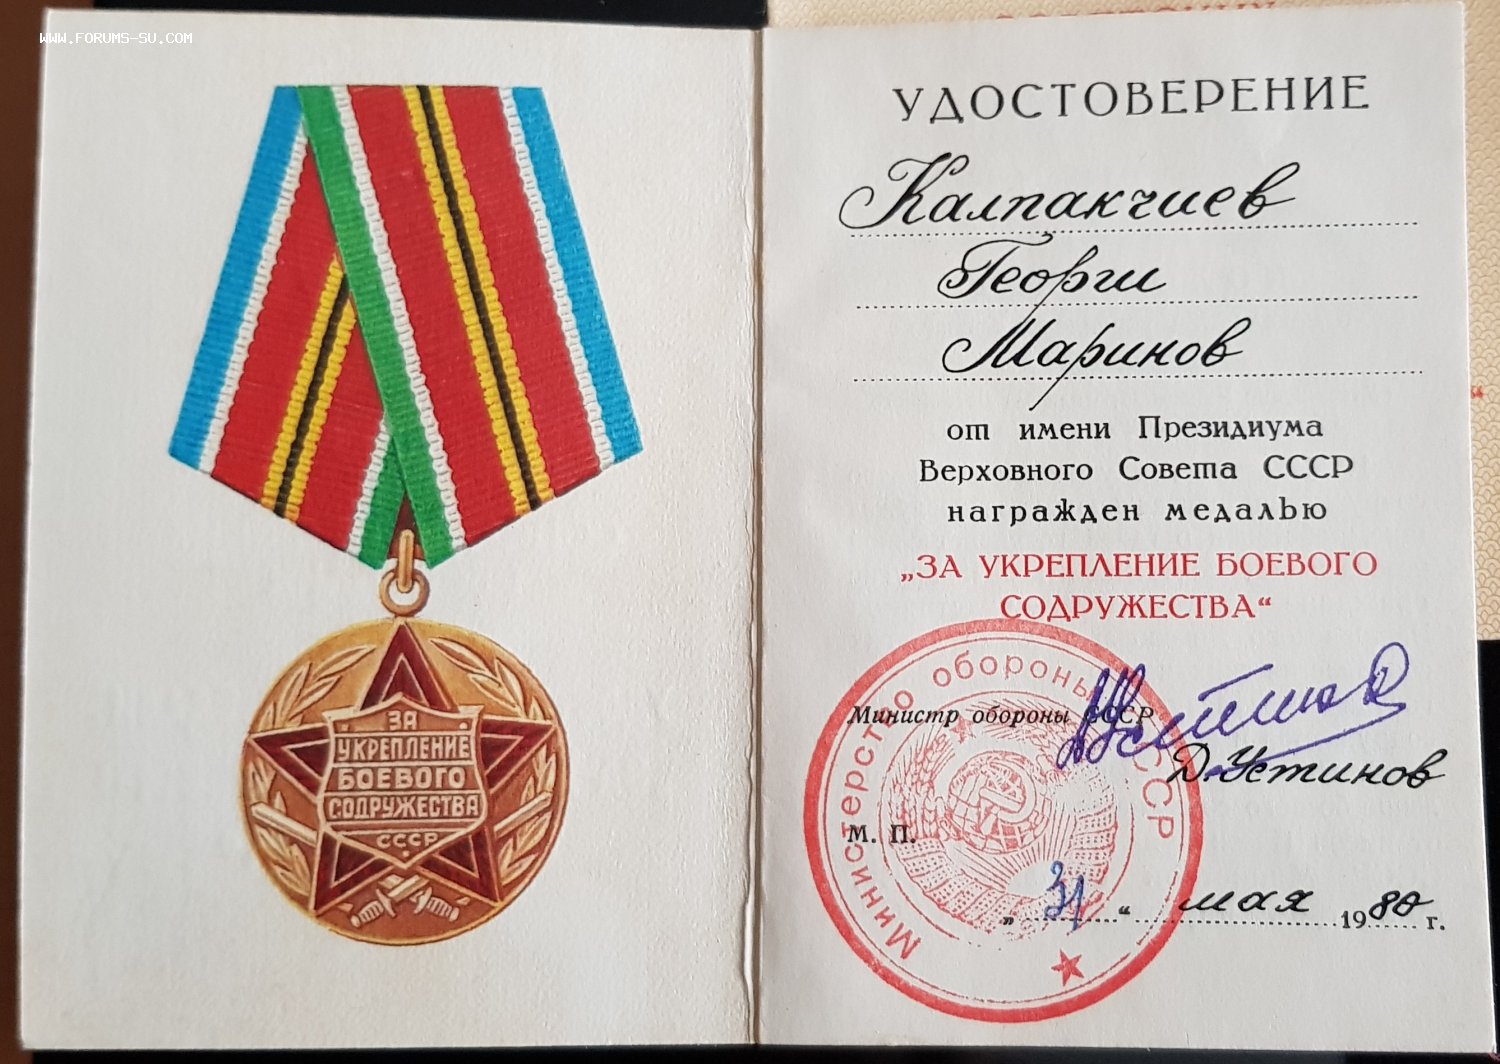 WWW.FORUMS-SU.COM
ЗА
УКРЕПЛЕНИЕ
БОЕВОГО
СОДРУЖЕСТВА
СССР
УДОСТОВЕРЕНИЕ
Калпакчиев
Георги
Маринов
от имени Президиума
Верховного Совета СССР
награжден медалью
„ЗА УКРЕПЛЕНИЕ БОЕВОГО
СОДРУЖЕСТВА“
Министерство обороны СССР
Министр обороны СССР
Д. Устинов
М. П.
„31“ мая 1980 г.